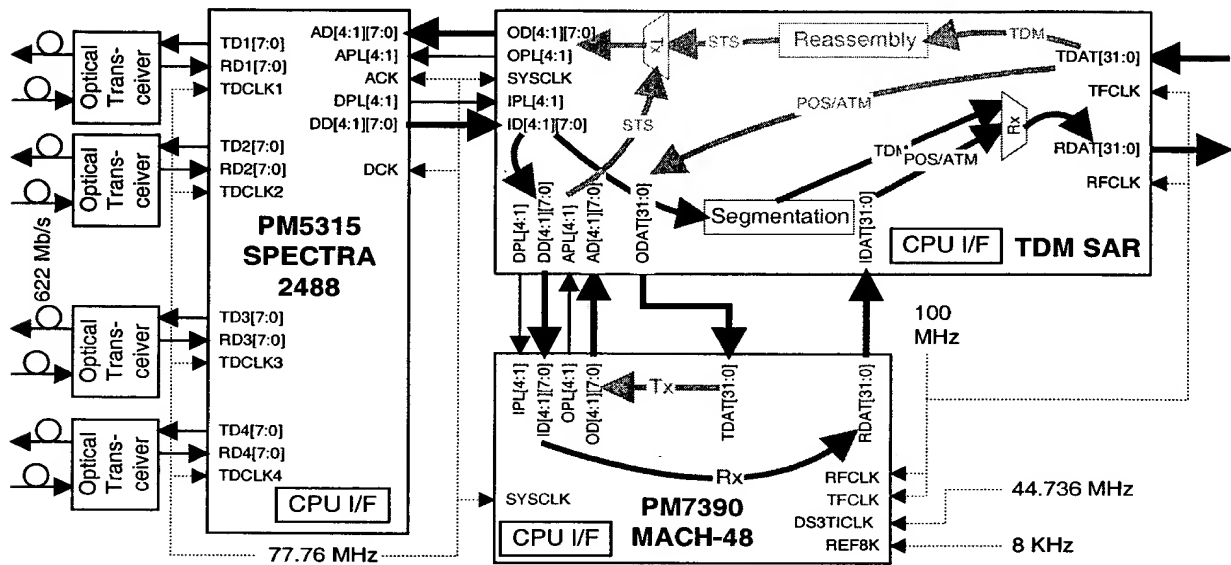 Optical
Trans-
ceiver
Optical
Trans-
ceiver
622 Mb/s
Optical
Trans-
ceiver
Optical
Trans-
ceiver
TD1[7:0]
RD1[7:0]
TDCLK1
TD2[7:0]
RD2[7:0]
TDCLK2
TD3[7:0]
RD3[7:0]
TDCLK3
TD4[7:0]
RD4[7:0]
TDCLK4
AD[4:1][7:0]
APL[4:1]
ACK
DPL[4:1]
DD[4:1][7:0]
DCK
PM5315
SPECTRA
2488
CPU I/F
77.76 MHz
OD[4:1][7:0]
OPL[4:1]
SYSCLK
IPL[4:1]
ID[4:1][7:0]
Tx
STS
Reassembly
TDM
TDAT[31:0]
TFCLK
POS/ATM
STS
TDM
POS/ATM
Rx
RDAT[31:0]
RFCLK
Segmentation
DPL[4:1]
DD[4:1][7:0]
APL[4:1]
AD[4:1][7:0]
ODAT[31:0]
IDAT[31:0]
CPU I/F
TDM SAR
100
MHz
IPL[4:1]
ID[4:1][7:0]
OPL[4:1]
OD[4:1][7:0]
Tx
TDAT[31:0]
RDAT[31:0]
Rx
SYSCLK
PM7390
MACH-48
CPU I/F
RFCLK
TFCLK
DS3TICLK
REF8K
44.736 MHz
8 KHz